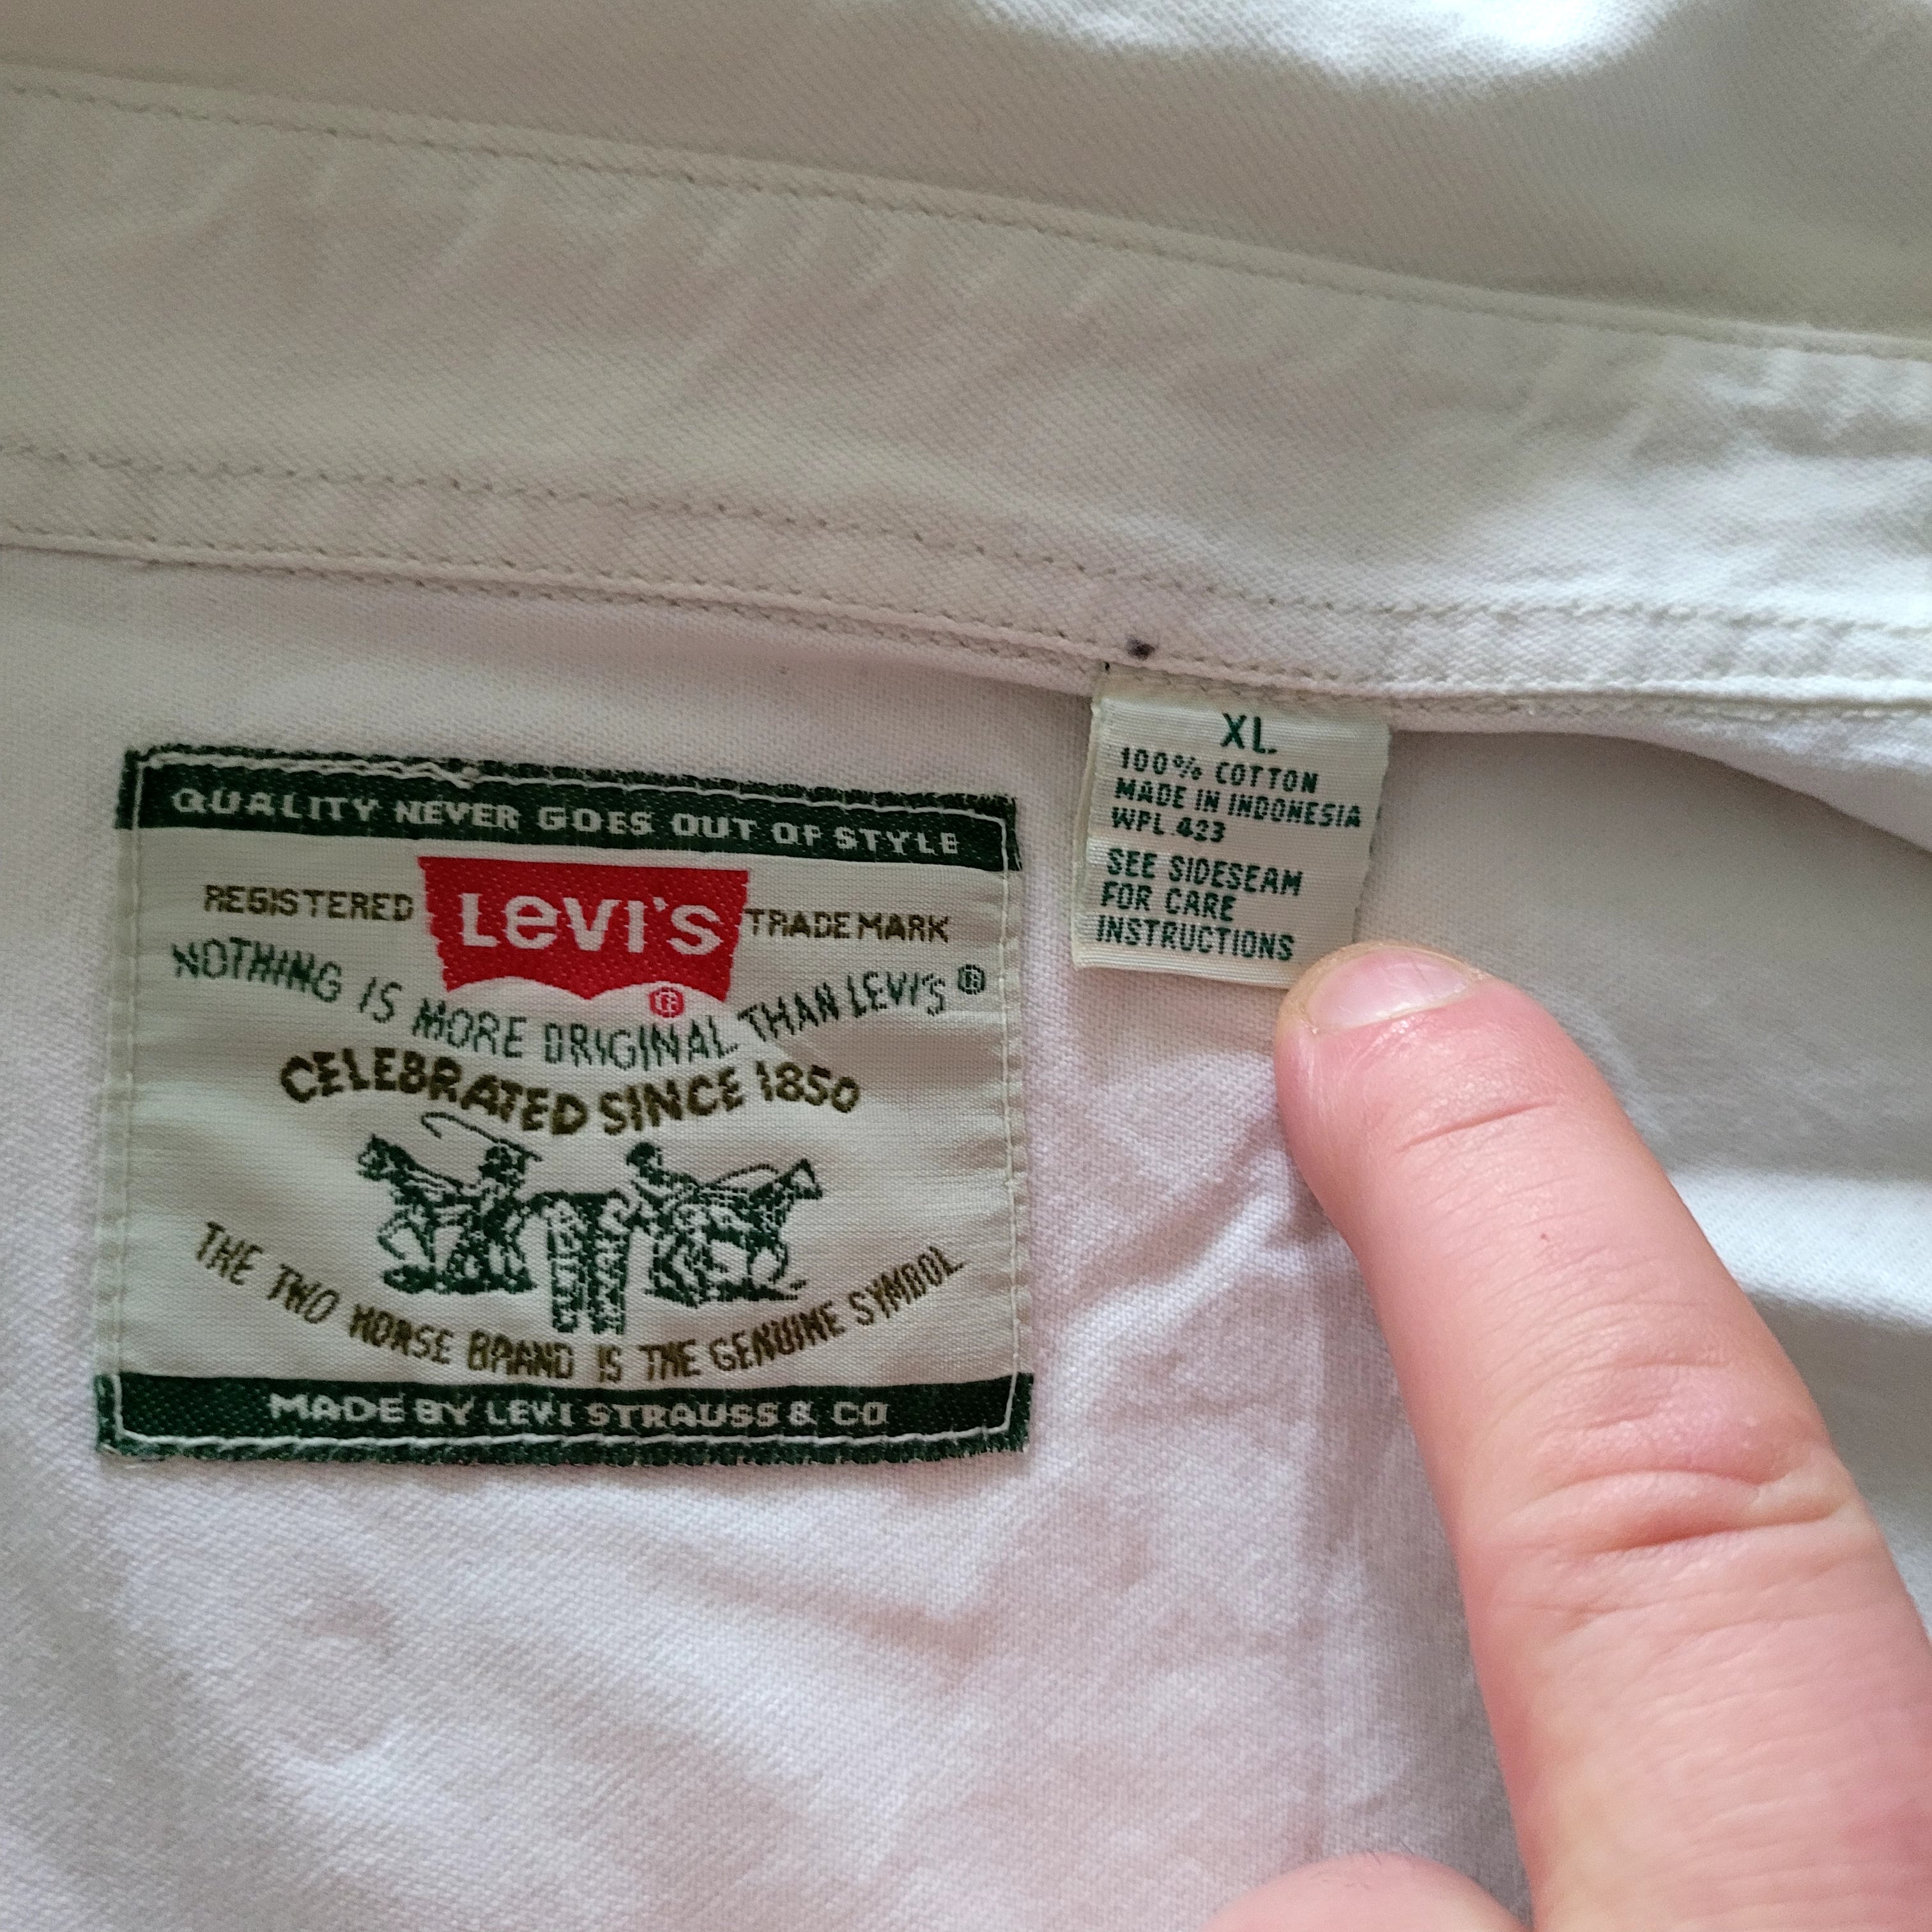 QUALITY NEVER GOES OUT OF STYLE
REGISTERED LEVI'S® TRADEMARK
NOTHING IS MORE ORIGINAL THAN LEVI'S®
CELEBRATED SINCE 1850
THE TWO HORSE BRAND IS THE GENUINE SYMBOL
MADE BY LEVI STRAUSS & CO
XL
100% COTTON
MADE IN INDONESIA
WPL 423
SEE SIDESEAM
FOR CARE
INSTRUCTIONS